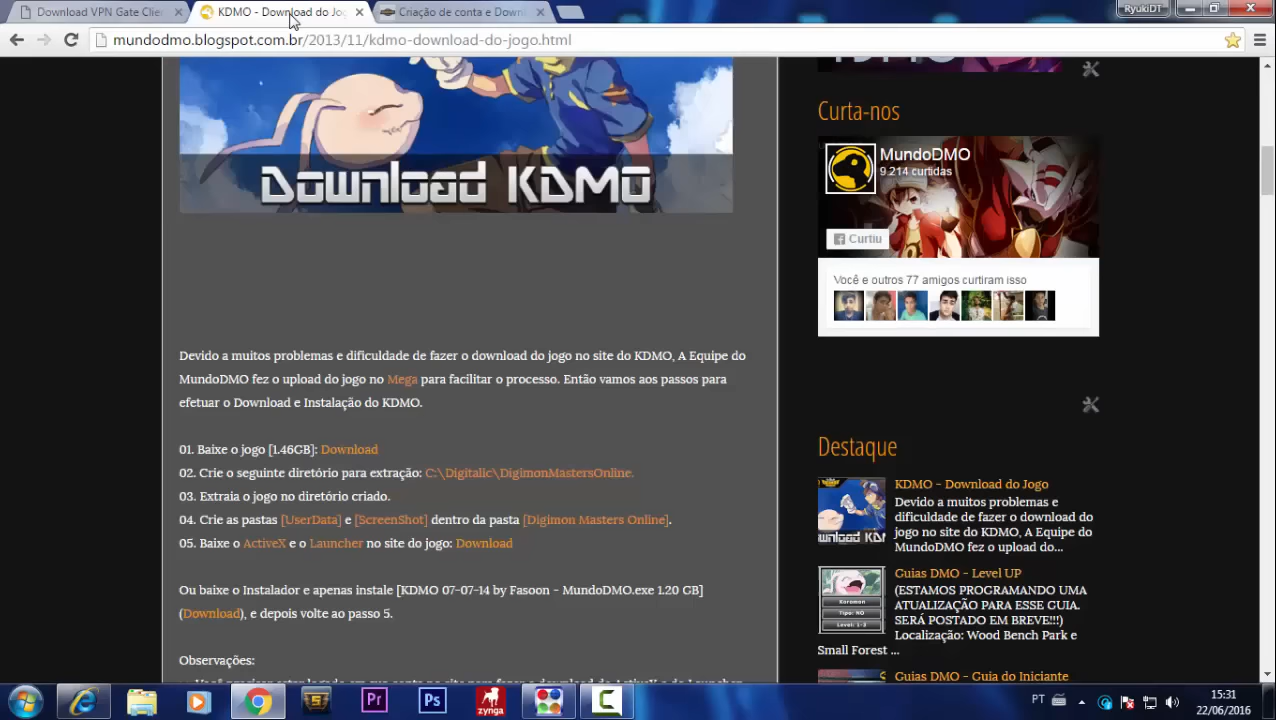 Download VPN Gate Clie
KDMO - Download do Jog
Criação de conta e Down
RyukiDT
mundodmo.blogspot.com.br/2013/11/kdmo-download-do-jogo.html
Download KDMO
Devido a muitos problemas e dificuldade de fazer o download do jogo no site do KDMO, A Equipe do
MundoDMO fez o upload do jogo no Mega para facilitar o processo. Então vamos aos passos para
efetuar o Download e Instalação do KDMO.
01. Baixe o jogo [1.46GB]: Download
02. Crie o seguinte diretório para extração: C:\Digitalic\DigimonMastersOnline.
03. Extraia o jogo no diretório criado.
04. Crie as pastas [UserData] e [ScreenShot] dentro da pasta [Digimon Masters Online].
05. Baixe o ActiveX e o Launcher no site do jogo: Download
Ou baixe o Instalador e apenas instale [KDMO 07-07-14 by Fasoon - MundoDMO.exe 1.20 GB]
(Download), e depois volte ao passo 5.
Observações:
Curta-nos
MundoDMO
9.214 curtidas
Curtiu
Você e outros 77 amigos curtiram isso
Destaque
KDMO - Download do Jogo
Devido a muitos problemas e
dificuldade de fazer o download
do jogo no site do KDMO, A Equipe do
MundoDMO fez o upload do...
Guias DMO - Level UP
(ESTAMOS PROGRAMANDO UMA
ATUALIZAÇÃO PARA ESSE GUIA.
SERÁ POSTADO EM BREVE!!!)
Localização: Wood Bench Park e
Small Forest ...
Koromon
Level: 1-3
Guias DMO - Guia do Iniciante
Pr
Ps
zynga
PT
15:31
22/06/2016